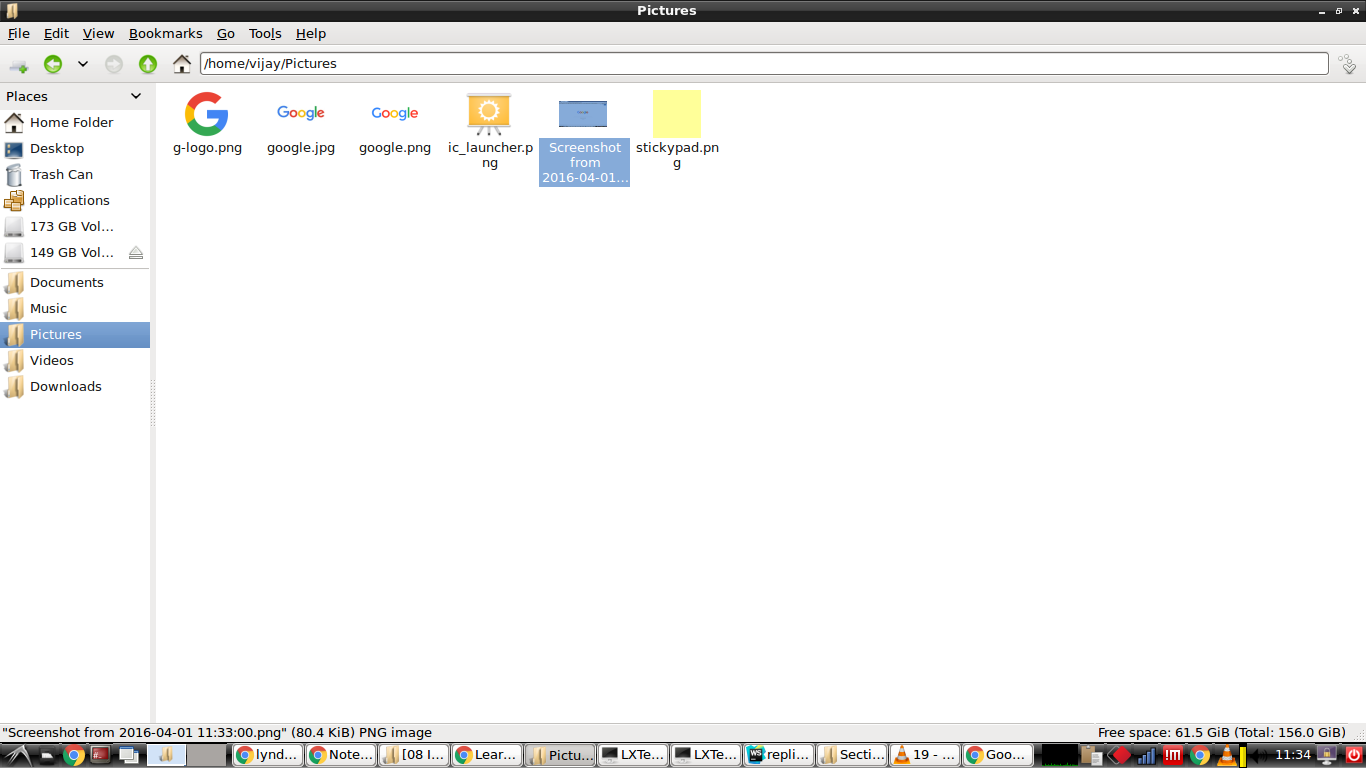 Pictures
File Edit View Bookmarks Go Tools Help
/home/vijay/Pictures
Places
Home Folder
Desktop
Trash Can
Applications
173 GB Vol...
149 GB Vol...
Documents
Music
Pictures
Videos
Downloads
Google
Google
g-logo.png
google.jpg
google.png
ic_launcher.p
ng
Screenshot
from
2016-04-01...
stickypad.pn
g
"Screenshot from 2016-04-01 11:33:00.png" (80.4 KiB) PNG image
Free space: 61.5 GiB (Total: 156.0 GiB)
lynd... Note... [08 I... Lear... Pictu... LXTe... LXTe... WS repli... Secti... 19 - ... Goo... !M 11:34